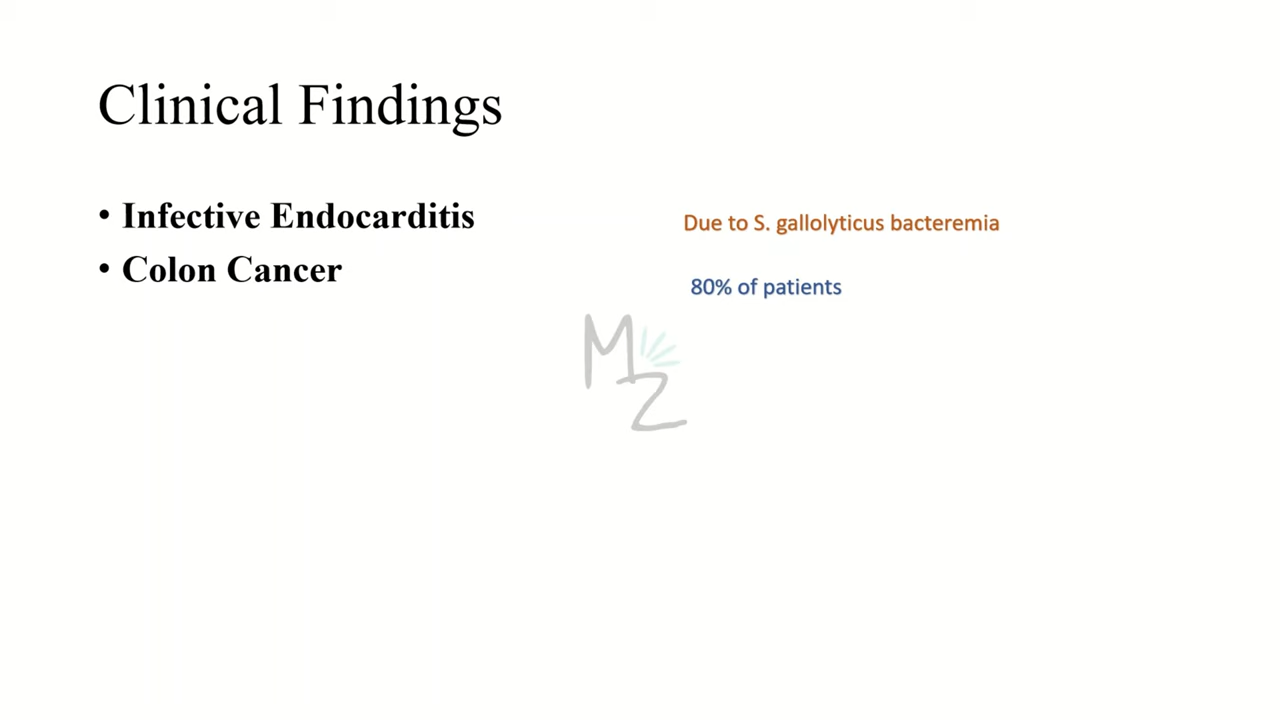 Clinical Findings
• Infective Endocarditis
Due to S. gallolyticus bacteremia
• Colon Cancer
80% of patients
MZ